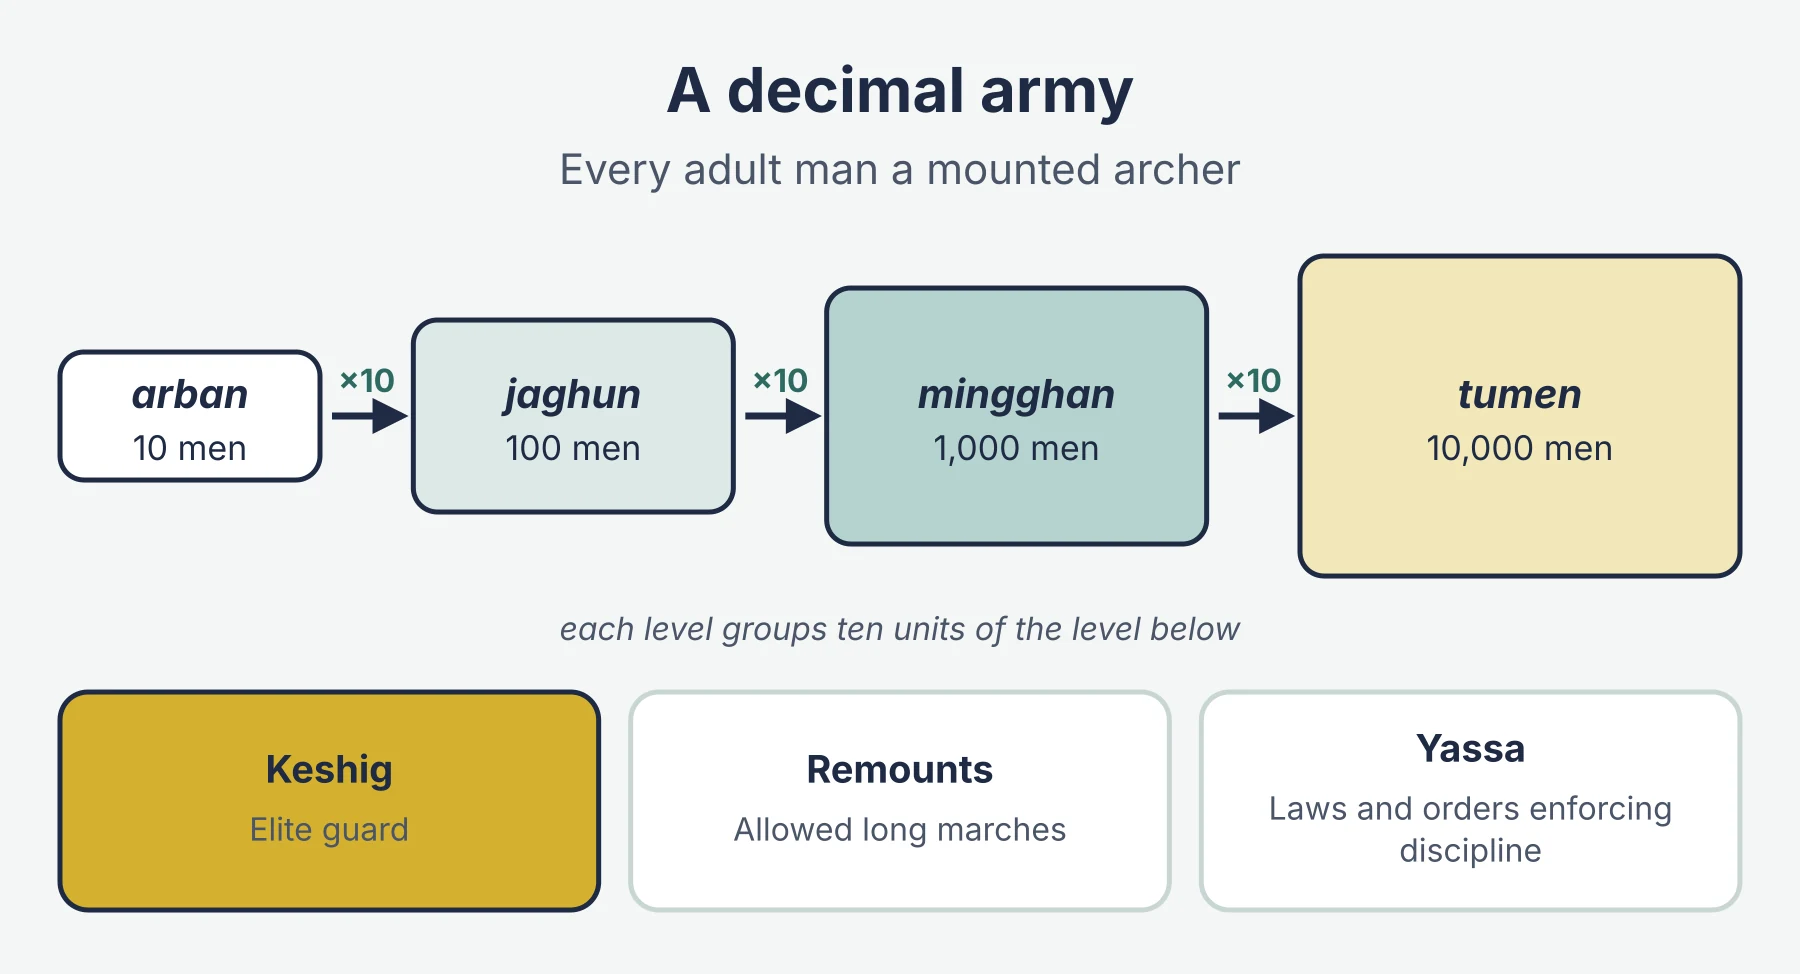 A decimal army
Every adult man a mounted archer
arban
10 men
×10
jaghun
100 men
×10
mingghan
1,000 men
×10
tumen
10,000 men
each level groups ten units of the level below
Keshig
Elite guard
Remounts
Allowed long marches
Yassa
Laws and orders enforcing
discipline